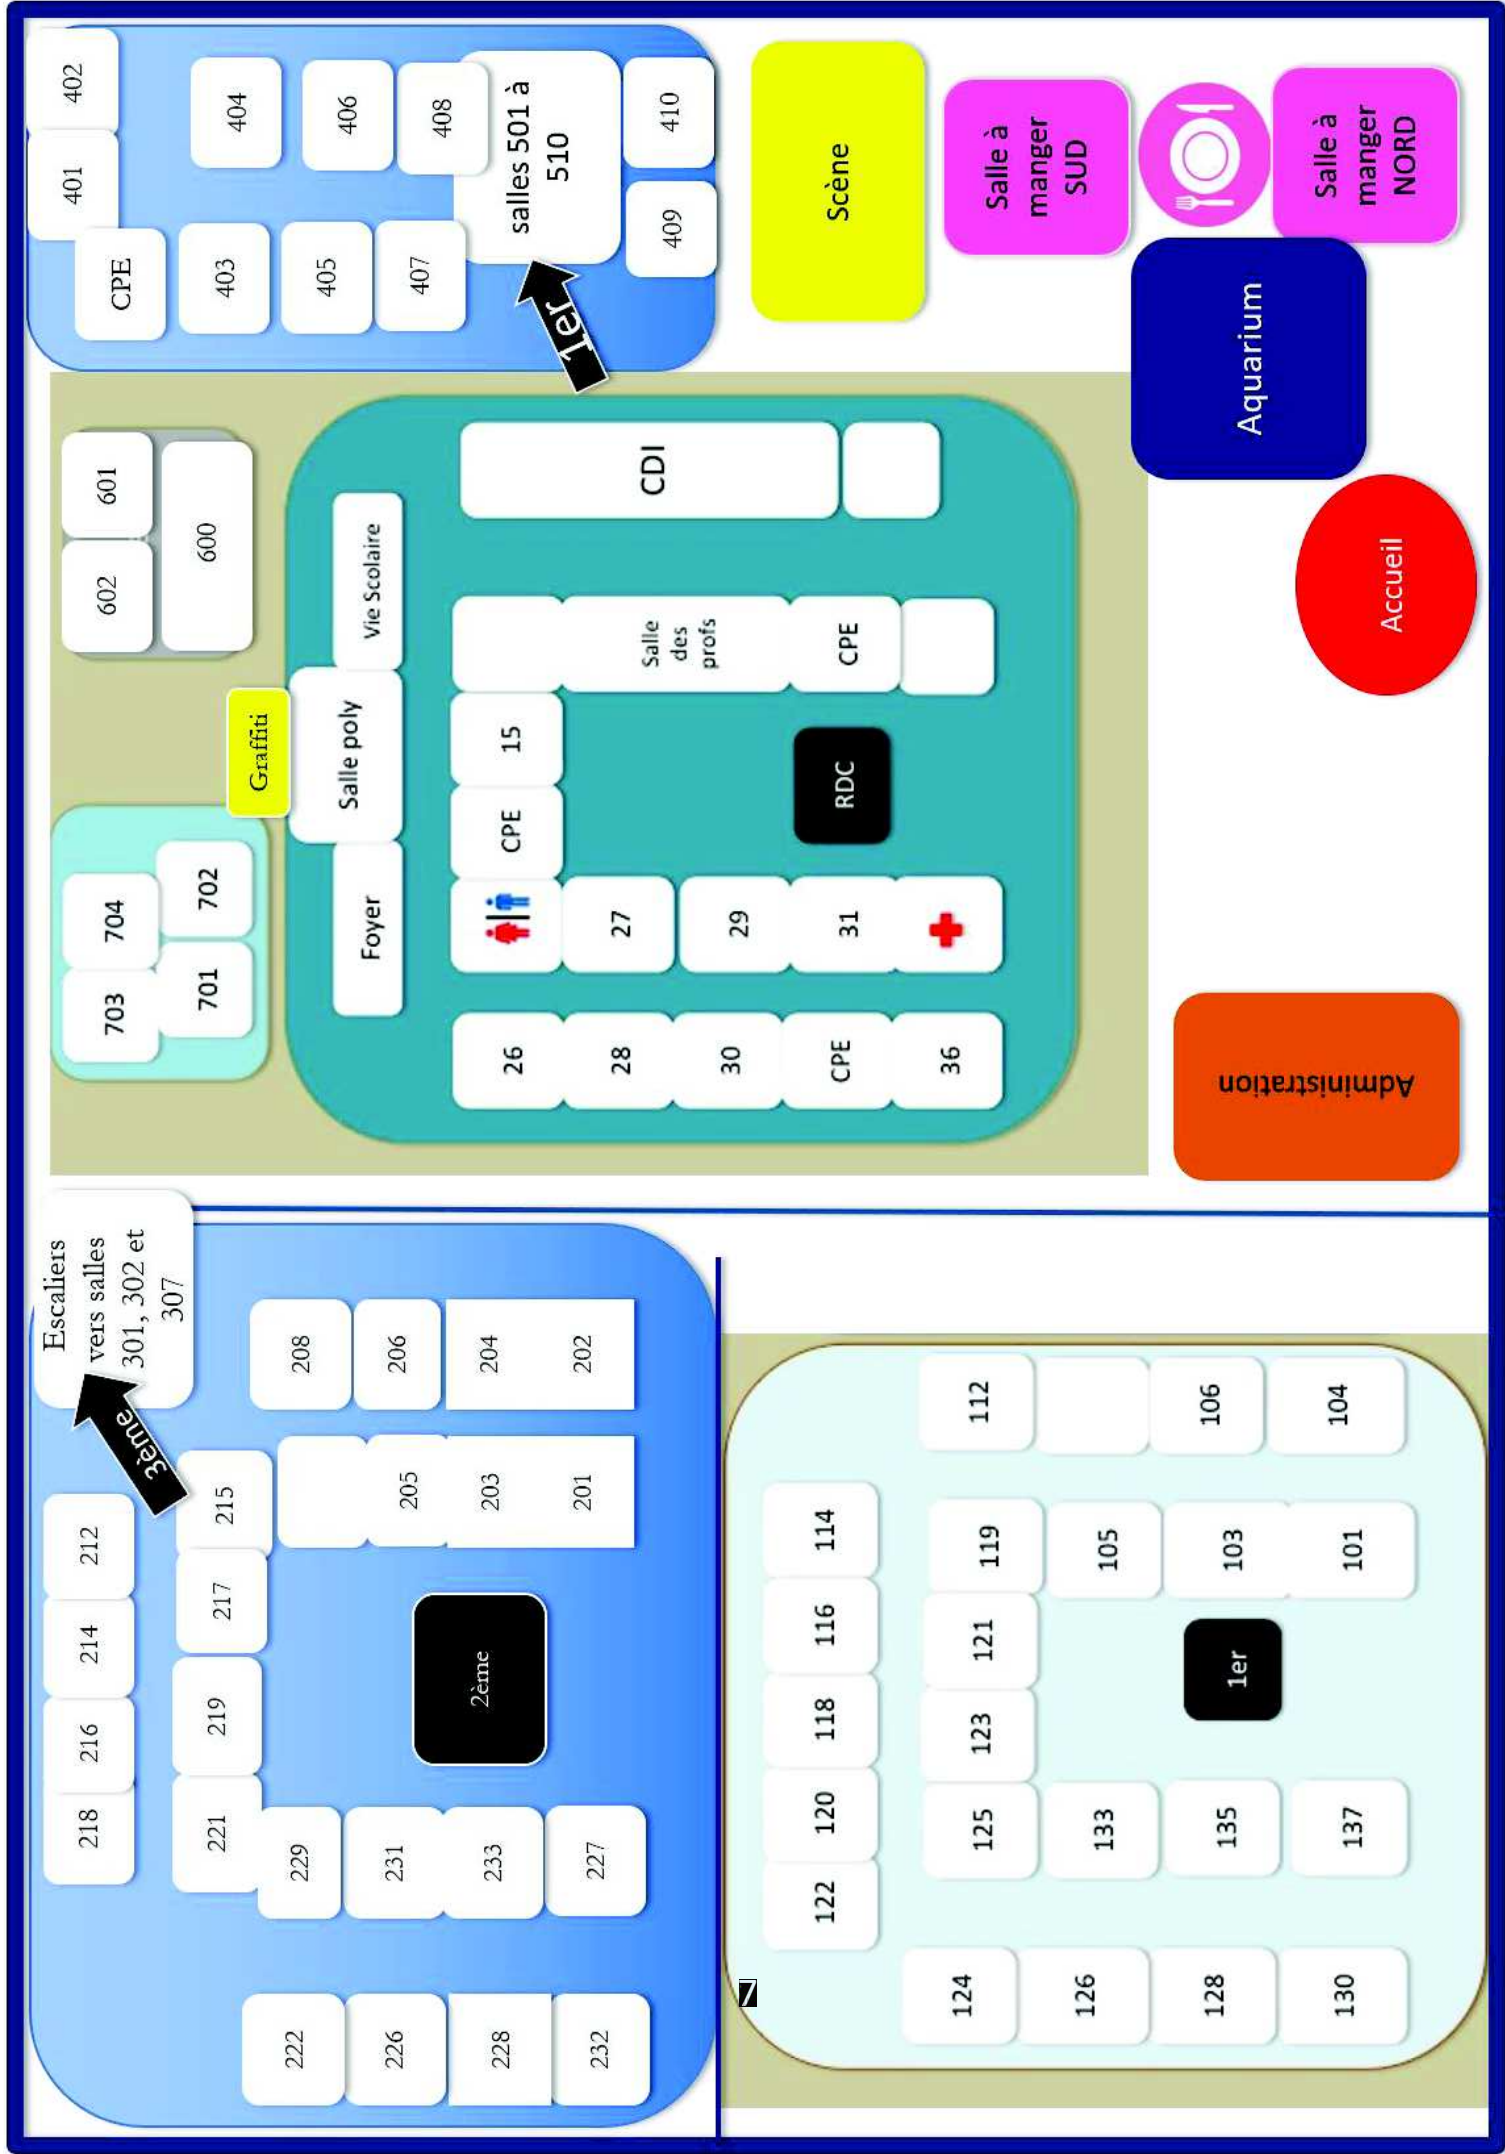 402
401
404
406
408
salles 501 à
510
410
409
CPE
403
405
407
1er
Scène
Salle à
manger
SUD
Salle à
manger
NORD
Aquarium
Accueil
Administration
601
602
600
Graffiti
704
702
703
701
Vie Scolaire
Salle poly
Foyer
CDI
Salle
des
profs
CPE
15
CPE
RDC
27
29
31
26
28
30
CPE
36
Escaliers
vers salles
301, 302 et
307
3ème
208
206
204
202
212
214
216
218
215
217
219
221
205
203
201
2ème
229
231
233
227
222
226
228
232
7
112
106
104
114
116
118
120
122
119
105
103
101
121
123
125
1er
133
135
137
124
126
128
130